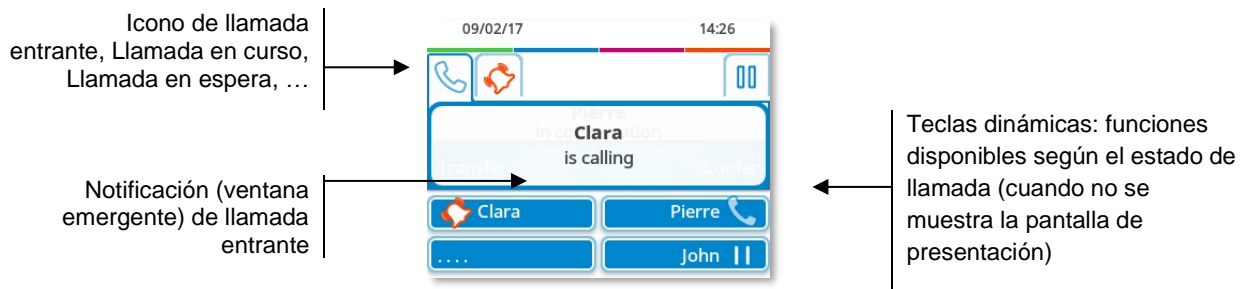 Icono de llamada
entrante, Llamada en curso,
Llamada en espera, …
Notificación (ventana
emergente) de llamada
entrante
09/02/17 14:26
Pierre
in conversation
Clara
is calling
Transfer Confer
Clara Pierre
.... John
Teclas dinámicas: funciones
disponibles según el estado de
llamada (cuando no se
muestra la pantalla de
presentación)